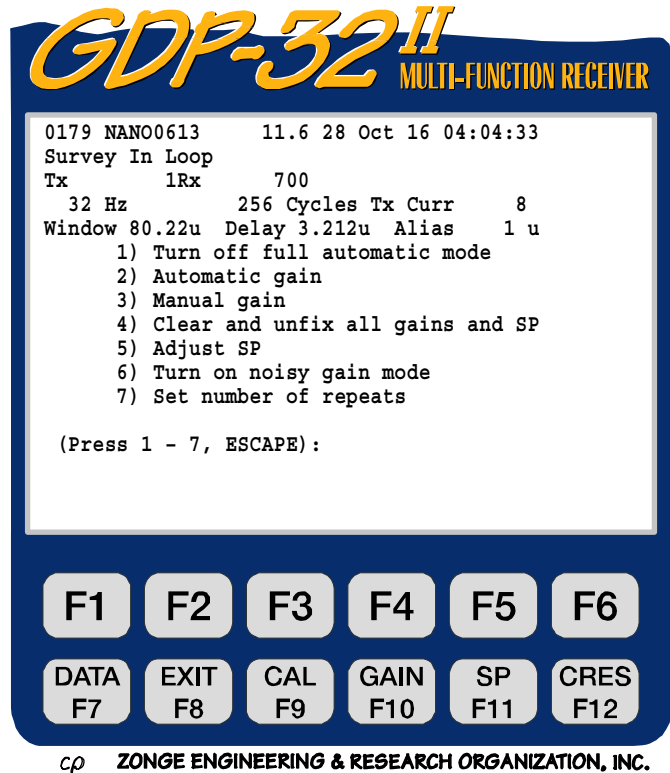 GDP-32 II
MULTI-FUNCTION RECEIVER
0179 NANO0613 11.6 28 Oct 16 04:04:33
Survey In Loop
Tx 1Rx 700
32 Hz 256 Cycles Tx Curr 8
Window 80.22u Delay 3.212u Alias 1 u
1) Turn off full automatic mode
2) Automatic gain
3) Manual gain
4) Clear and unfix all gains and SP
5) Adjust SP
6) Turn on noisy gain mode
7) Set number of repeats
(Press 1 - 7, ESCAPE):
F1 F2 F3 F4 F5 F6
DATA EXIT CAL GAIN SP CRES
F7 F8 F9 F10 F11 F12
ZONGE ENGINEERING & RESEARCH ORGANIZATION, INC.